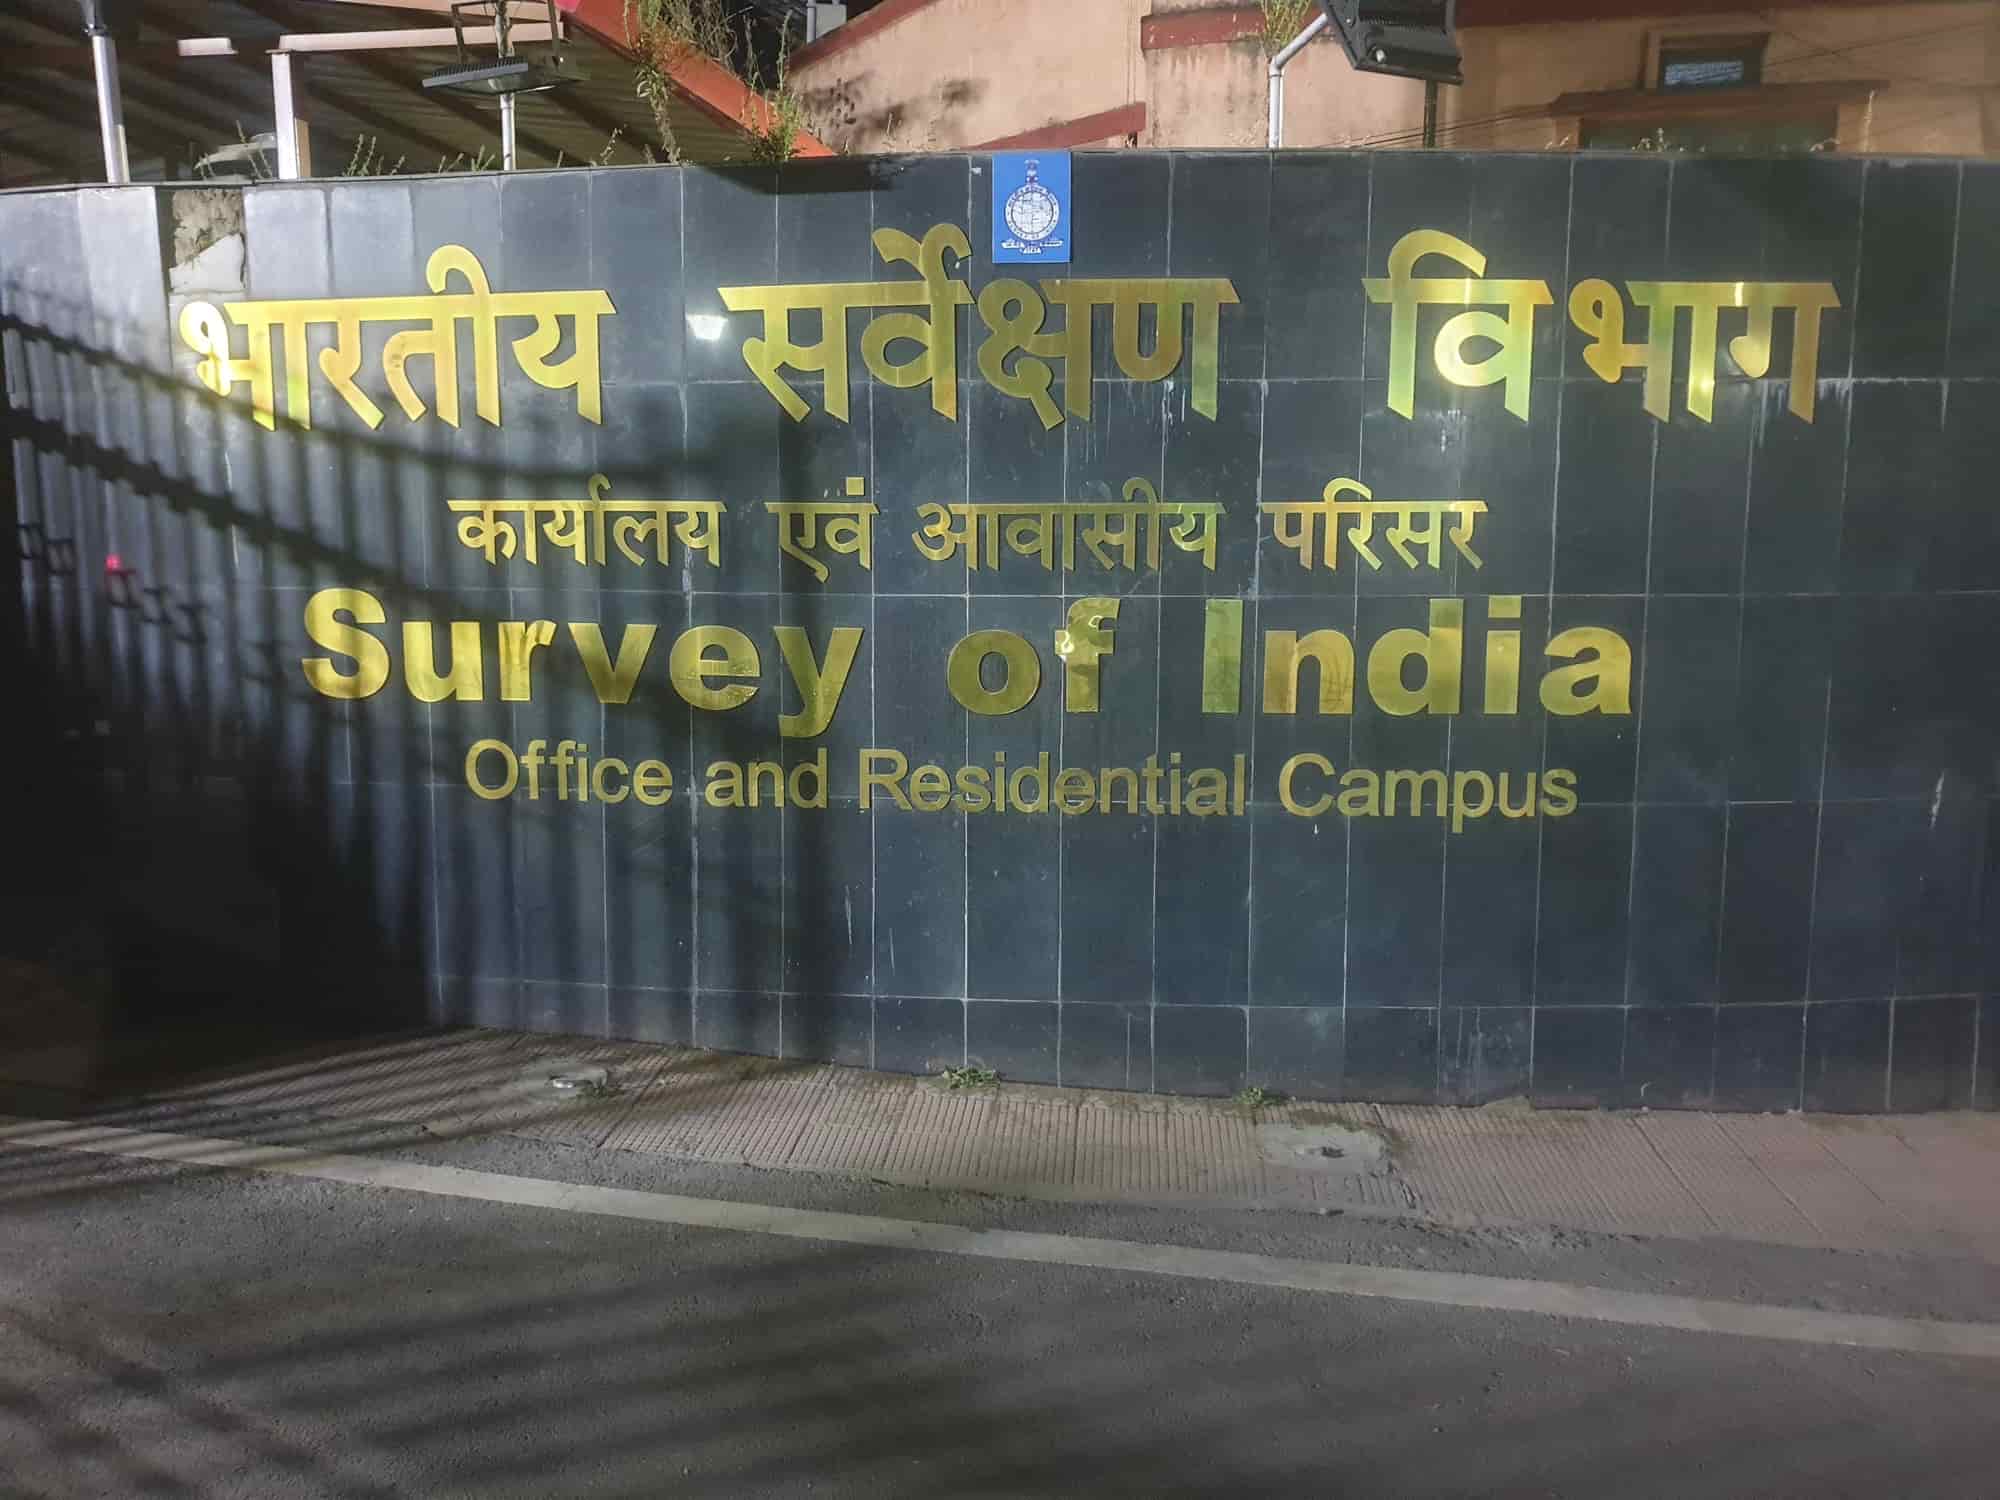 भारतीय सर्वेक्षण विभाग
कार्यालय एवं आवासीय परिसर
Survey of India
Office and Residential Campus